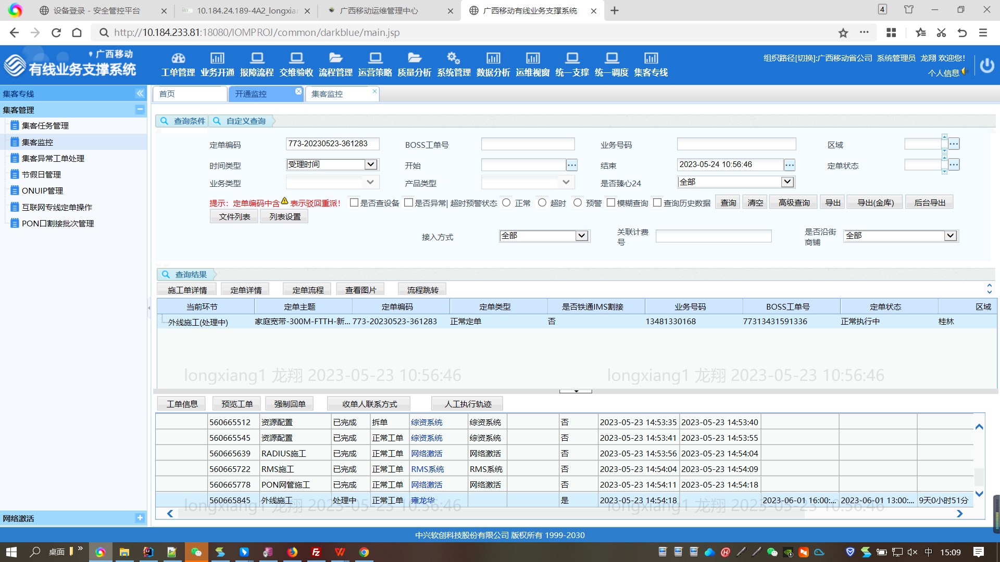 设备登录 - 安全管控平台
10.184.24.189-4A2_longxia
广西移动运维管理中心
广西移动有线业务支撑系统
4
http://10.184.233.81:18080/IOMPROJ/common/darkblue/main.jsp
广西移动
有线业务支撑系统
工单管理 业务开通 报障流程 交维验收 流程管理 运营策略 质量分析 系统管理 数据分析 运维视窗 统一支撑 统一调度 集客专线
组织路径[切换]:广西移动省公司 系统管理员 龙翔 欢迎您!
个人信息
集客专线
集客管理
集客任务管理
集客监控
集客异常工单处理
节假日管理
ONUIP管理
互联网专线定单操作
PON口割接批次管理
网络激活
首页 开通监控 集客监控
查询条件 自定义查询
定单编码 773-20230523-361283 BOSS工单号 业务号码 区域
时间类型 受理时间 开始 结束 2023-05-24 10:56:46 定单状态
业务类型 产品类型 是否臻心24 全部
提示：定单编码中含 表示驳回重派! 是否查设备 是否异常| 超时预警状态 正常 超时 预警 模糊查询 查询历史数据 查询 清空 高级查询 导出 导出(金库) 后台导出
文件列表 列表设置
接入方式 全部 关联计费号 是否沿街商铺 全部
查询结果
施工单详情 定单详情 定单流程 查看图片 流程跳转
当前环节 定单主题 定单编码 定单类型 是否铁通IMS割接 业务号码 BOSS工单号 定单状态 区域
外线施工(处理中) 家庭宽带-300M-FTTH-新... 773-20230523-361283 正常定单 否 13481330168 77313431591336 正常执行中 桂林
longxiang1 龙翔 2023-05-23 10:56:46 longxiang1 龙翔 2023-05-23 10:56:46
工单信息 预览工单 强制回单 收单人联系方式 人工执行轨迹
560665512 资源配置 已完成 拆单 综资系统 综资系统 否 2023-05-23 14:53:35 2023-05-23 14:53:40
560665545 资源配置 已完成 正常工单 综资系统 综资系统 否 2023-05-23 14:53:41 2023-05-23 14:53:55
560665639 RADIUS施工 已完成 正常工单 网络激活 网络激活 否 2023-05-23 14:53:56 2023-05-23 14:54:04
560665722 RMS施工 已完成 正常工单 RMS系统 RMS系统 否 2023-05-23 14:54:04 2023-05-23 14:54:09
560665778 PON网管施工 已完成 正常工单 网络激活 网络激活 否 2023-05-23 14:54:11 2023-05-23 14:54:18
560665845 外线施工 处理中 正常工单 雍龙华 是 2023-05-23 14:54:18 2023-06-01 16:00:... 2023-06-01 13:00:... 9天0小时51分
longxiang1 龙翔 2023-05-23 10:56:46 longxiang1 龙翔 2023-05-23 10:56:46
中兴软创科技股份有限公司 版权所有 1999-2030
桌面
中 15:09